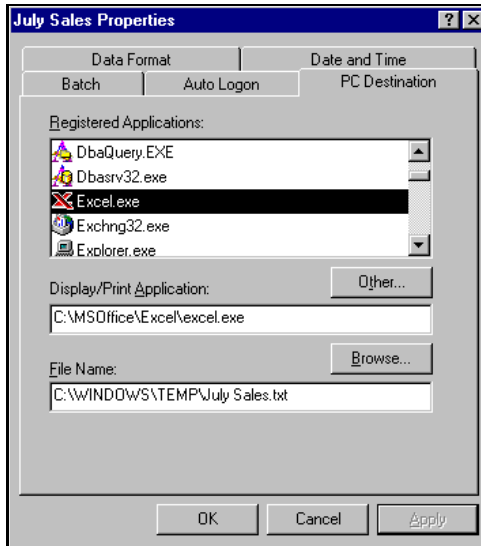 July Sales Properties
Data Format Date and Time
Batch Auto Logon PC Destination
Registered Applications:
DbaQuery.EXE
Dbasrv32.exe
Excel.exe
Exchng32.exe
Explorer.exe
Other...
Display/Print Application:
C:\MSOffice\Excel\excel.exe
Browse...
File Name:
C:\WINDOWS\TEMP\July Sales.txt
OK Cancel Apply